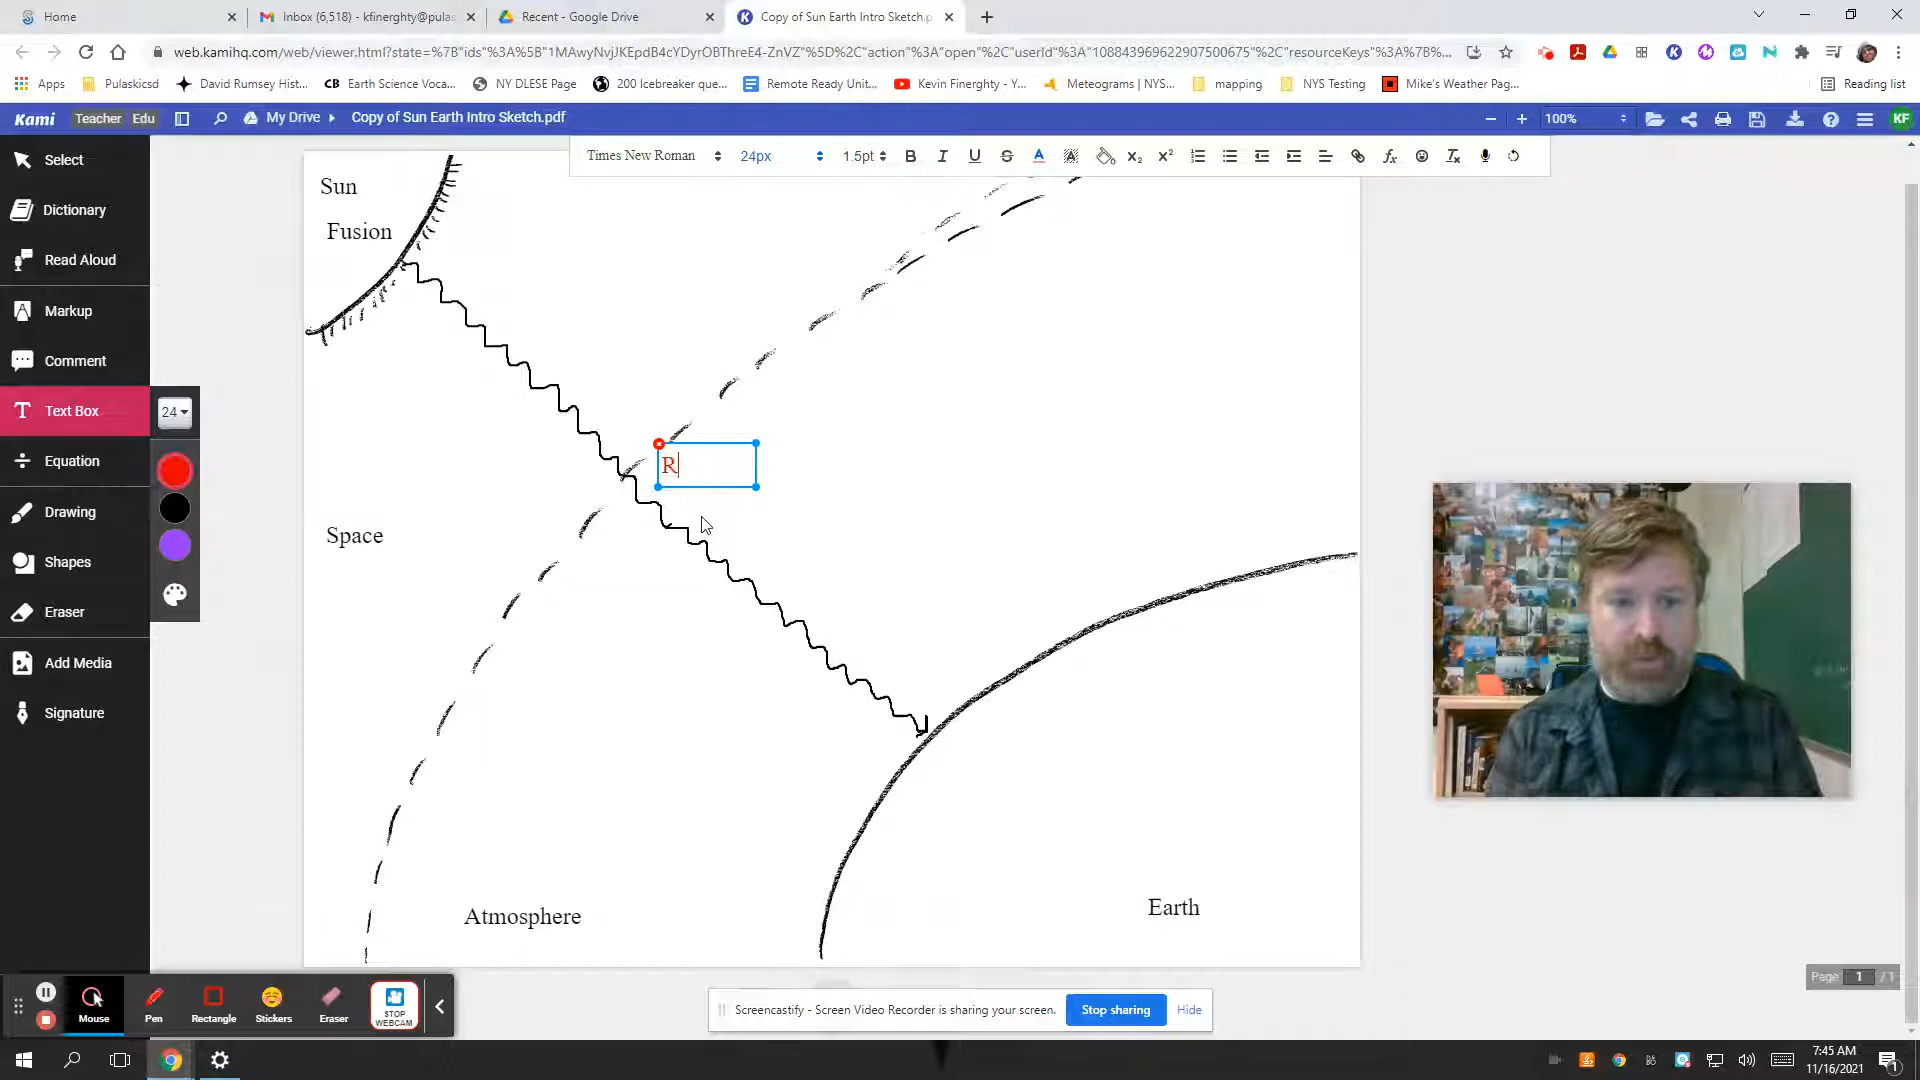 Home
Inbox (6,518) - kfinerghty@pulas
Recent - Google Drive
Copy of Sun Earth Intro Sketch.p
web.kamihq.com/web/viewer.html?state=%7B"ids"%3A%5B"1MAwyNvjJKEpdB4cYDyrOBThreE4-ZnVZ"%5D%2C"action"%3A"open"%2C"userId"%3A"108843969622907500675"%2C"resourceKeys"%3A%7B%...
Apps
Pulaskicsd
David Rumsey Hist...
CB Earth Science Voca...
NY DLESE Page
200 Icebreaker que...
Remote Ready Unit...
Kevin Finerghty - Y...
Meteograms | NYS...
mapping
NYS Testing
Mike's Weather Pag...
Reading list
Kami
Teacher Edu
My Drive
Copy of Sun Earth Intro Sketch.pdf
100%
KF
Times New Roman
24px
1.5pt
Select
Dictionary
Read Aloud
Markup
Comment
Text Box
24
Equation
Drawing
Shapes
Eraser
Add Media
Signature
Sun
Fusion
R
Space
Atmosphere
Earth
Page 1 / 1
Mouse
Pen
Rectangle
Stickers
Eraser
STOP
WEBCAM
Screencastify - Screen Video Recorder is sharing your screen.
Stop sharing
Hide
7:45 AM
11/16/2021